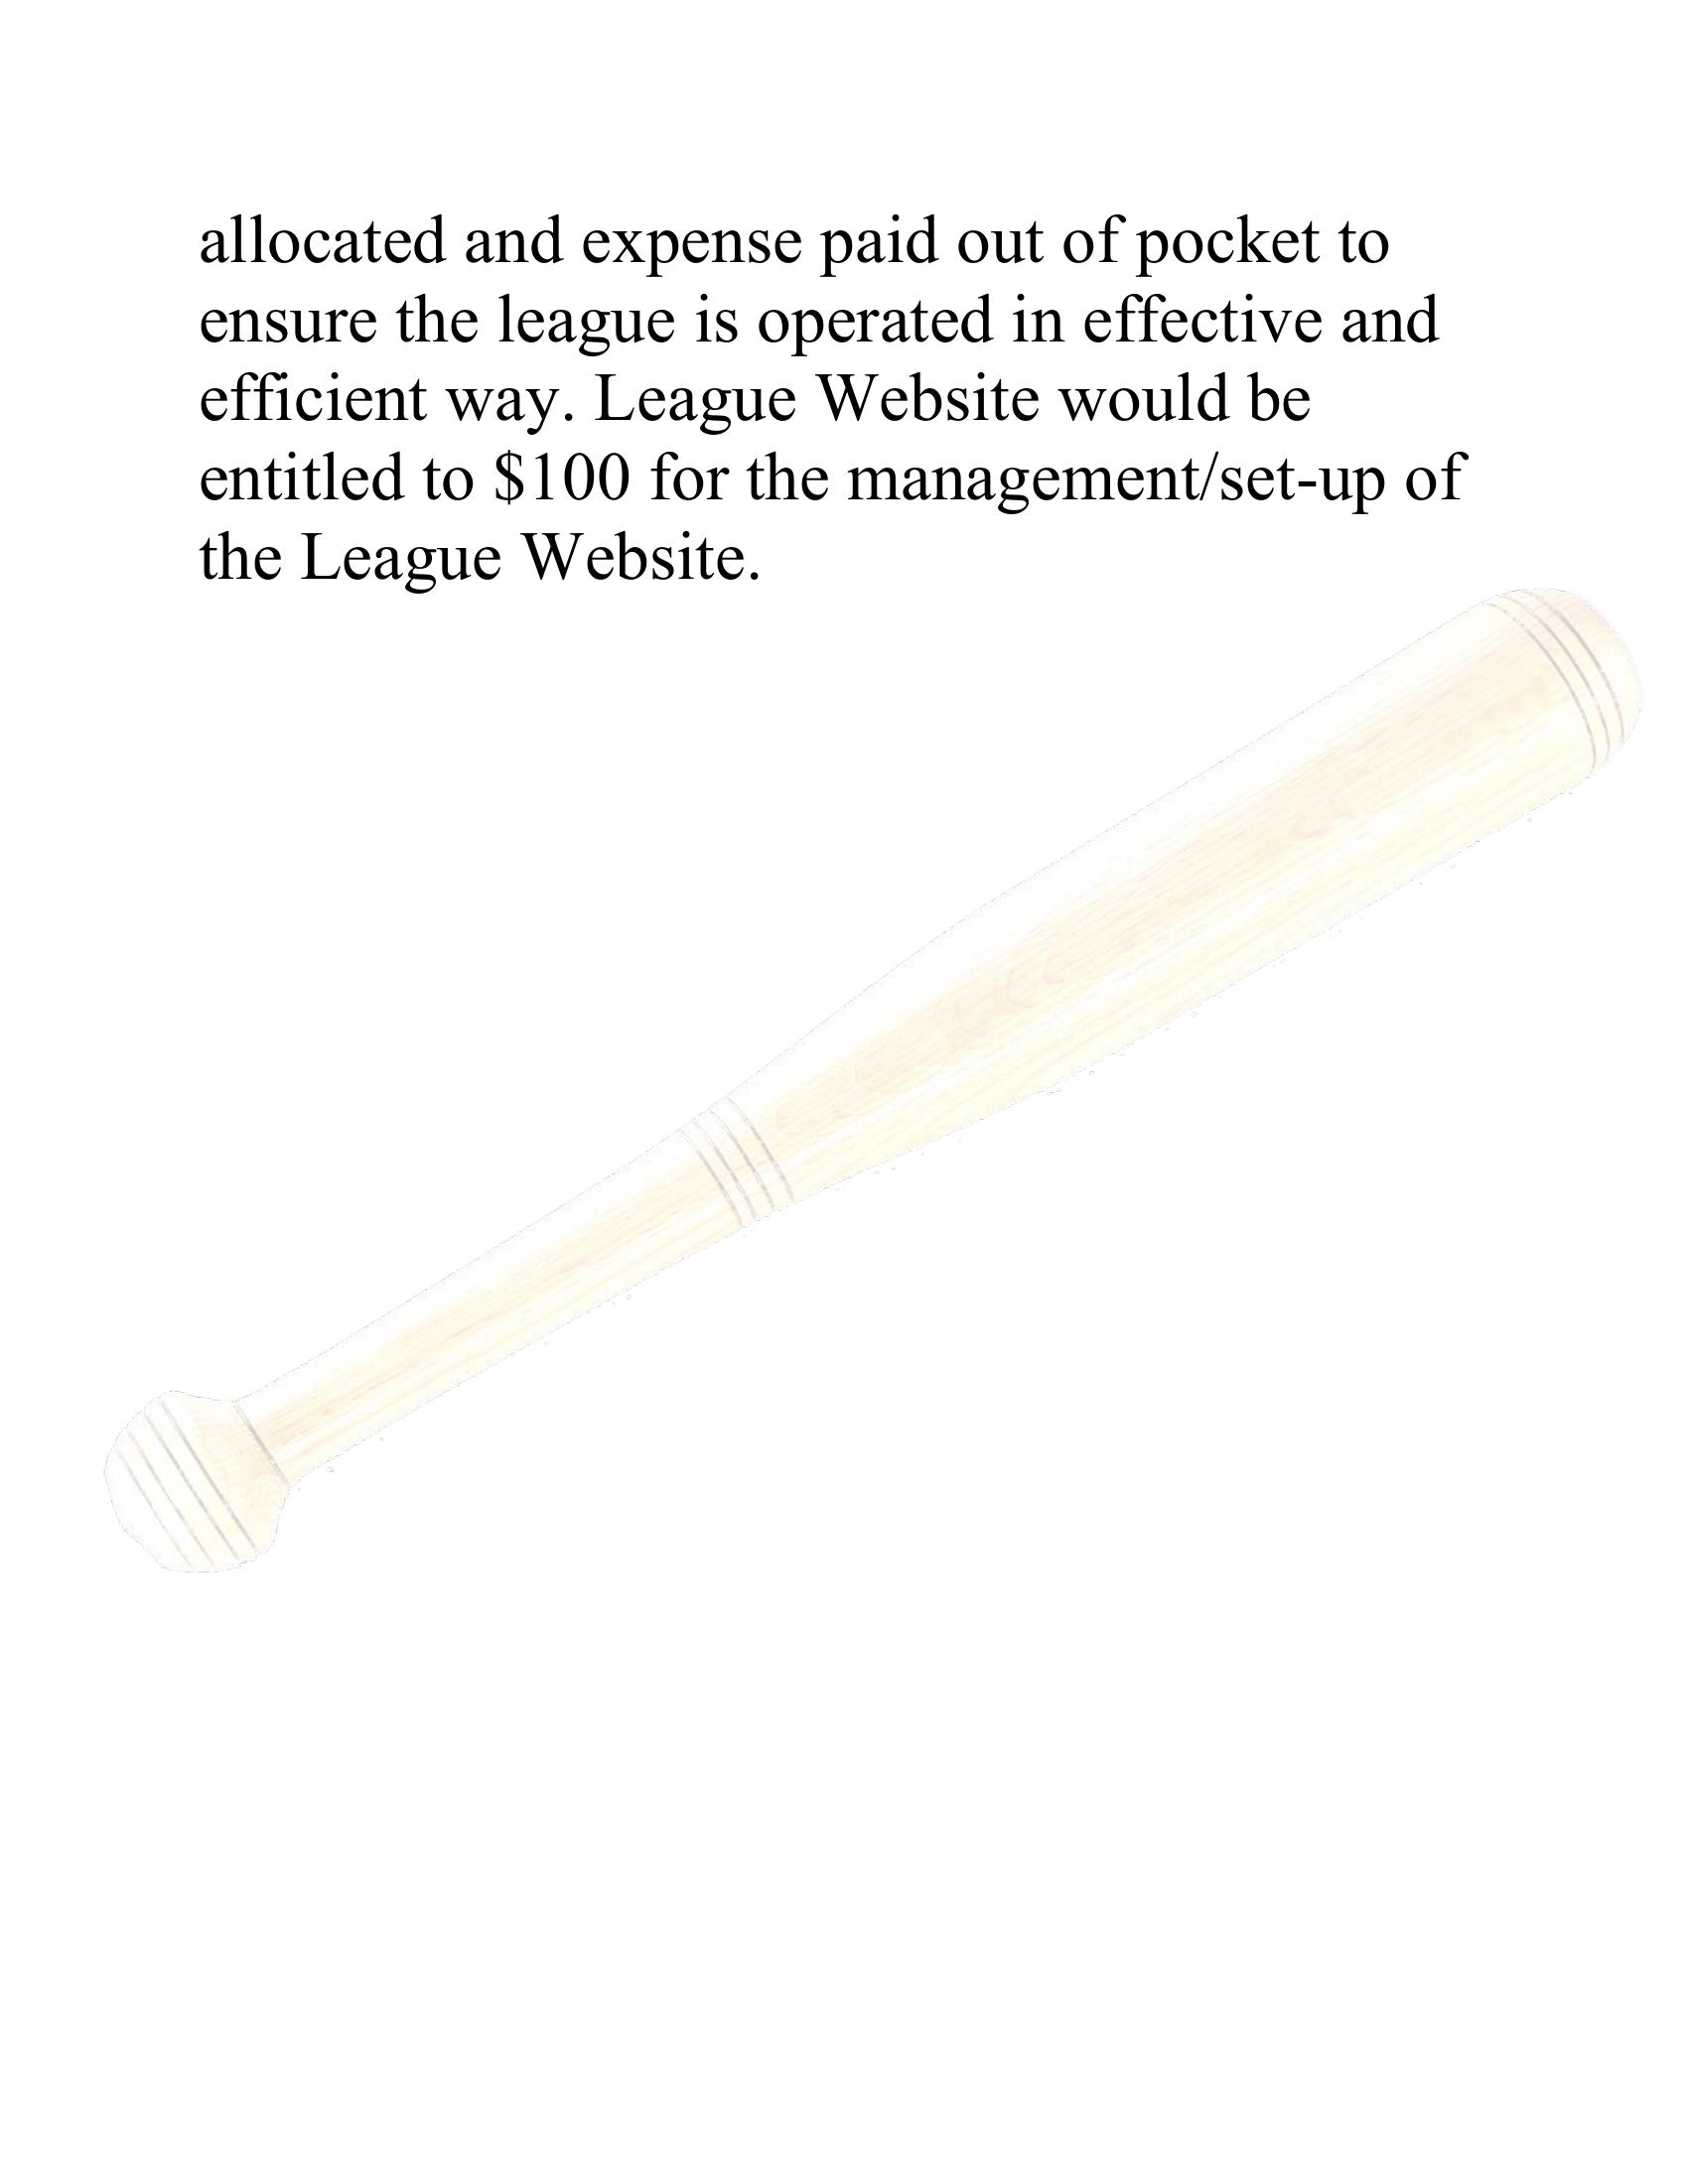 allocated and expense paid out of pocket to
ensure the league is operated in effective and
efficient way. League Website would be
entitled to $100 for the management/set-up of
the League Website.